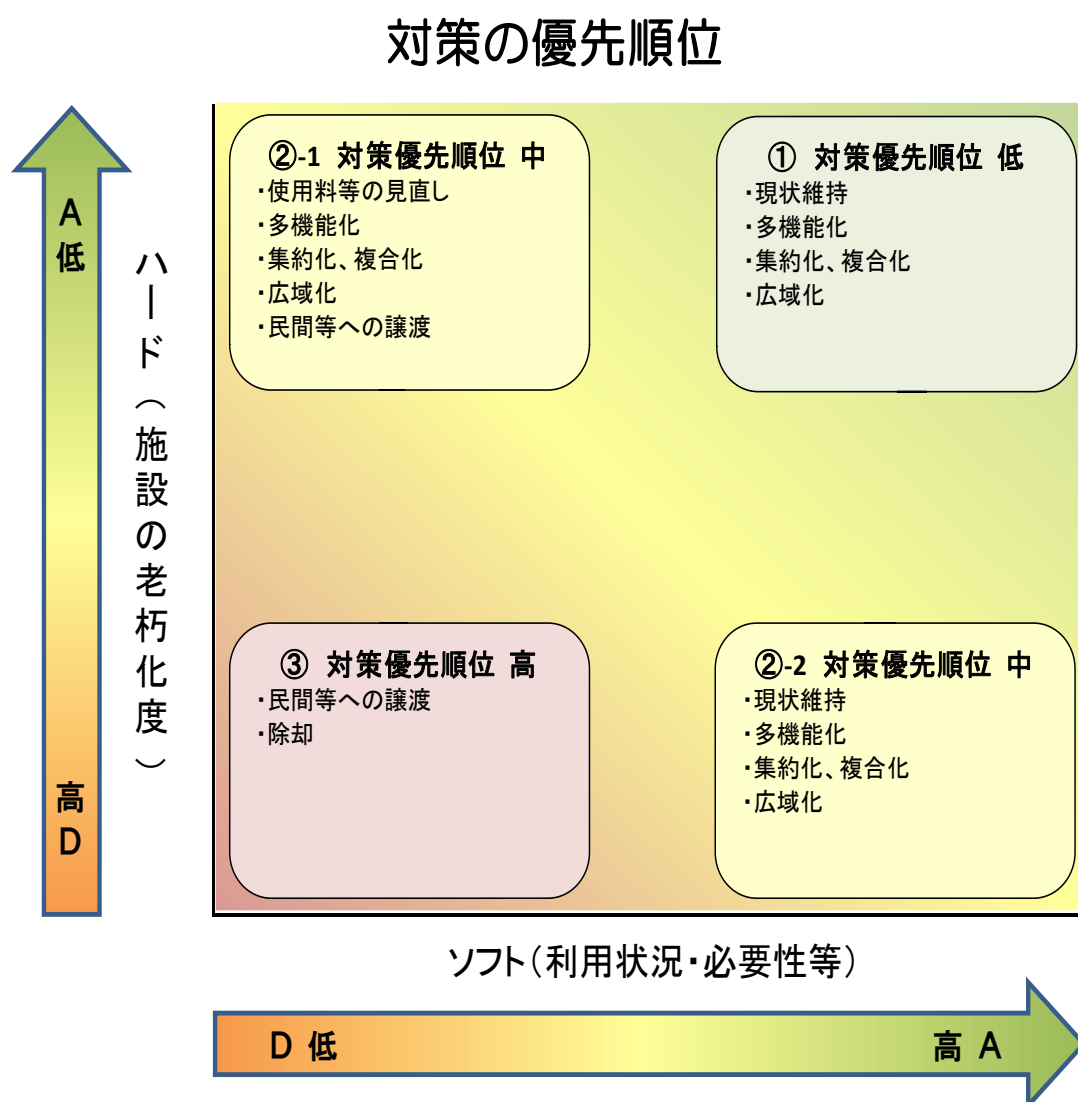 対策の優先順位
A
低
ハード(施設の老朽化度)
高
D
②-1 対策優先順位 中
・使用料等の見直し
・多機能化
・集約化、複合化
・広域化
・民間等への譲渡
① 対策優先順位 低
・現状維持
・多機能化
・集約化、複合化
・広域化
③ 対策優先順位 高
・民間等への譲渡
・除却
②-2 対策優先順位 中
・現状維持
・多機能化
・集約化、複合化
・広域化
ソフト(利用状況・必要性等)
D 低
高 A